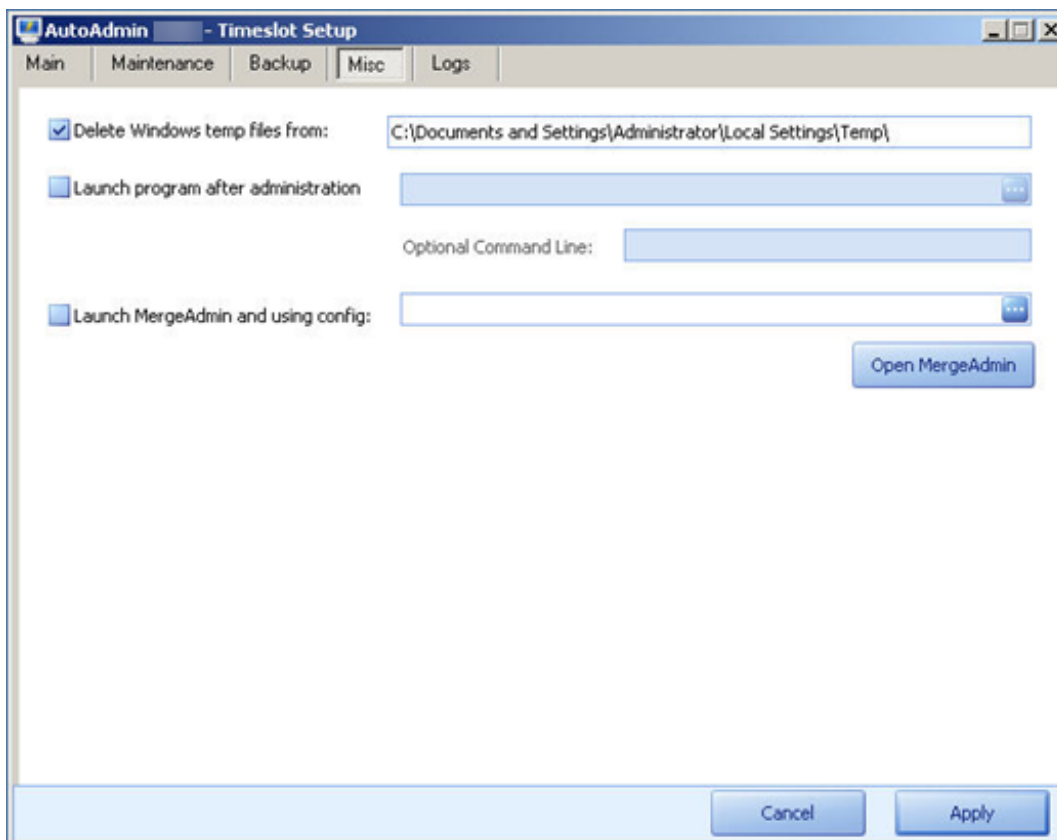 AutoAdmin - Timeslot Setup
Main Maintenance Backup Misc Logs
Delete Windows temp files from: C:\Documents and Settings\Administrator\Local Settings\Temp\
Launch program after administration
Optional Command Line:
Launch MergeAdmin and using config:
Open MergeAdmin
Cancel Apply